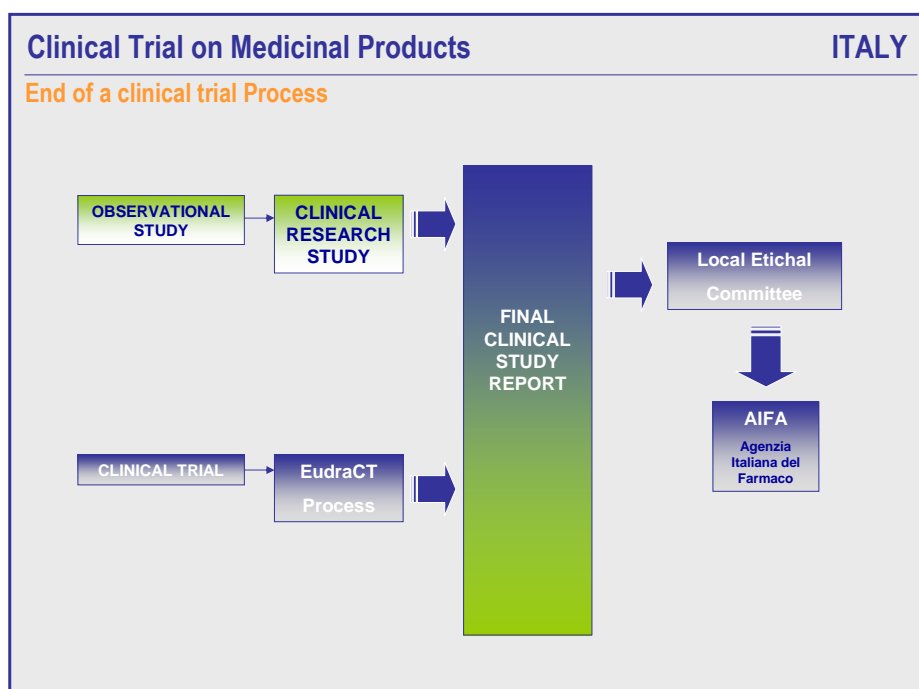 Clinical Trial on Medicinal Products
ITALY
End of a clinical trial Process
OBSERVATIONAL
STUDY
CLINICAL
RESEARCH
STUDY
FINAL
CLINICAL
STUDY
REPORT
Local Etichal
Committee
AIFA
Agenzia
Italiana del
Farmaco
CLINICAL TRIAL
EudraCT
Process